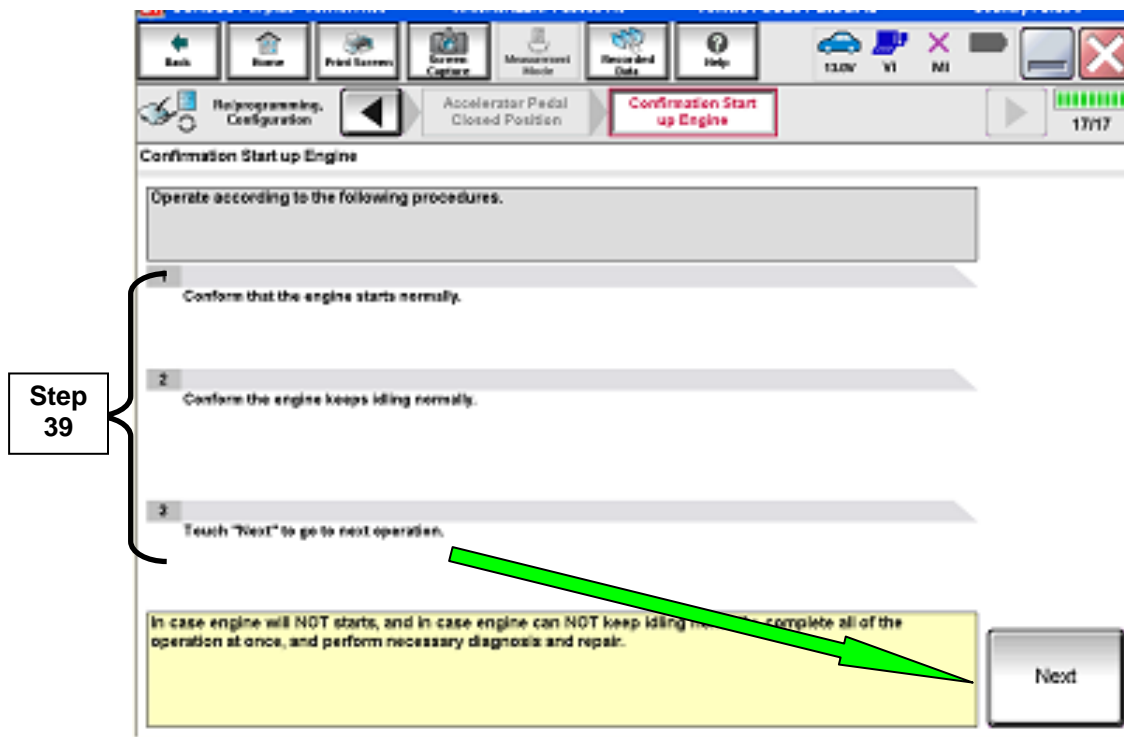 Back
Home
Print Screen
Screen Capture
Measurement Mode
Recorded Data
Help
13.0V
VI
MI
Re/programming, Configuration
Accelerator Pedal Closed Position
Confirmation Start up Engine
17/17
Confirmation Start up Engine
Operate according to the following procedures.
1
Conform that the engine starts normally.
2
Conform the engine keeps idling normally.
Step
39
3
Touch "Next" to go to next operation.
In case engine will NOT starts, and in case engine can NOT keep idling complete all of the
operation at once, and perform necessary diagnosis and repair.
Next